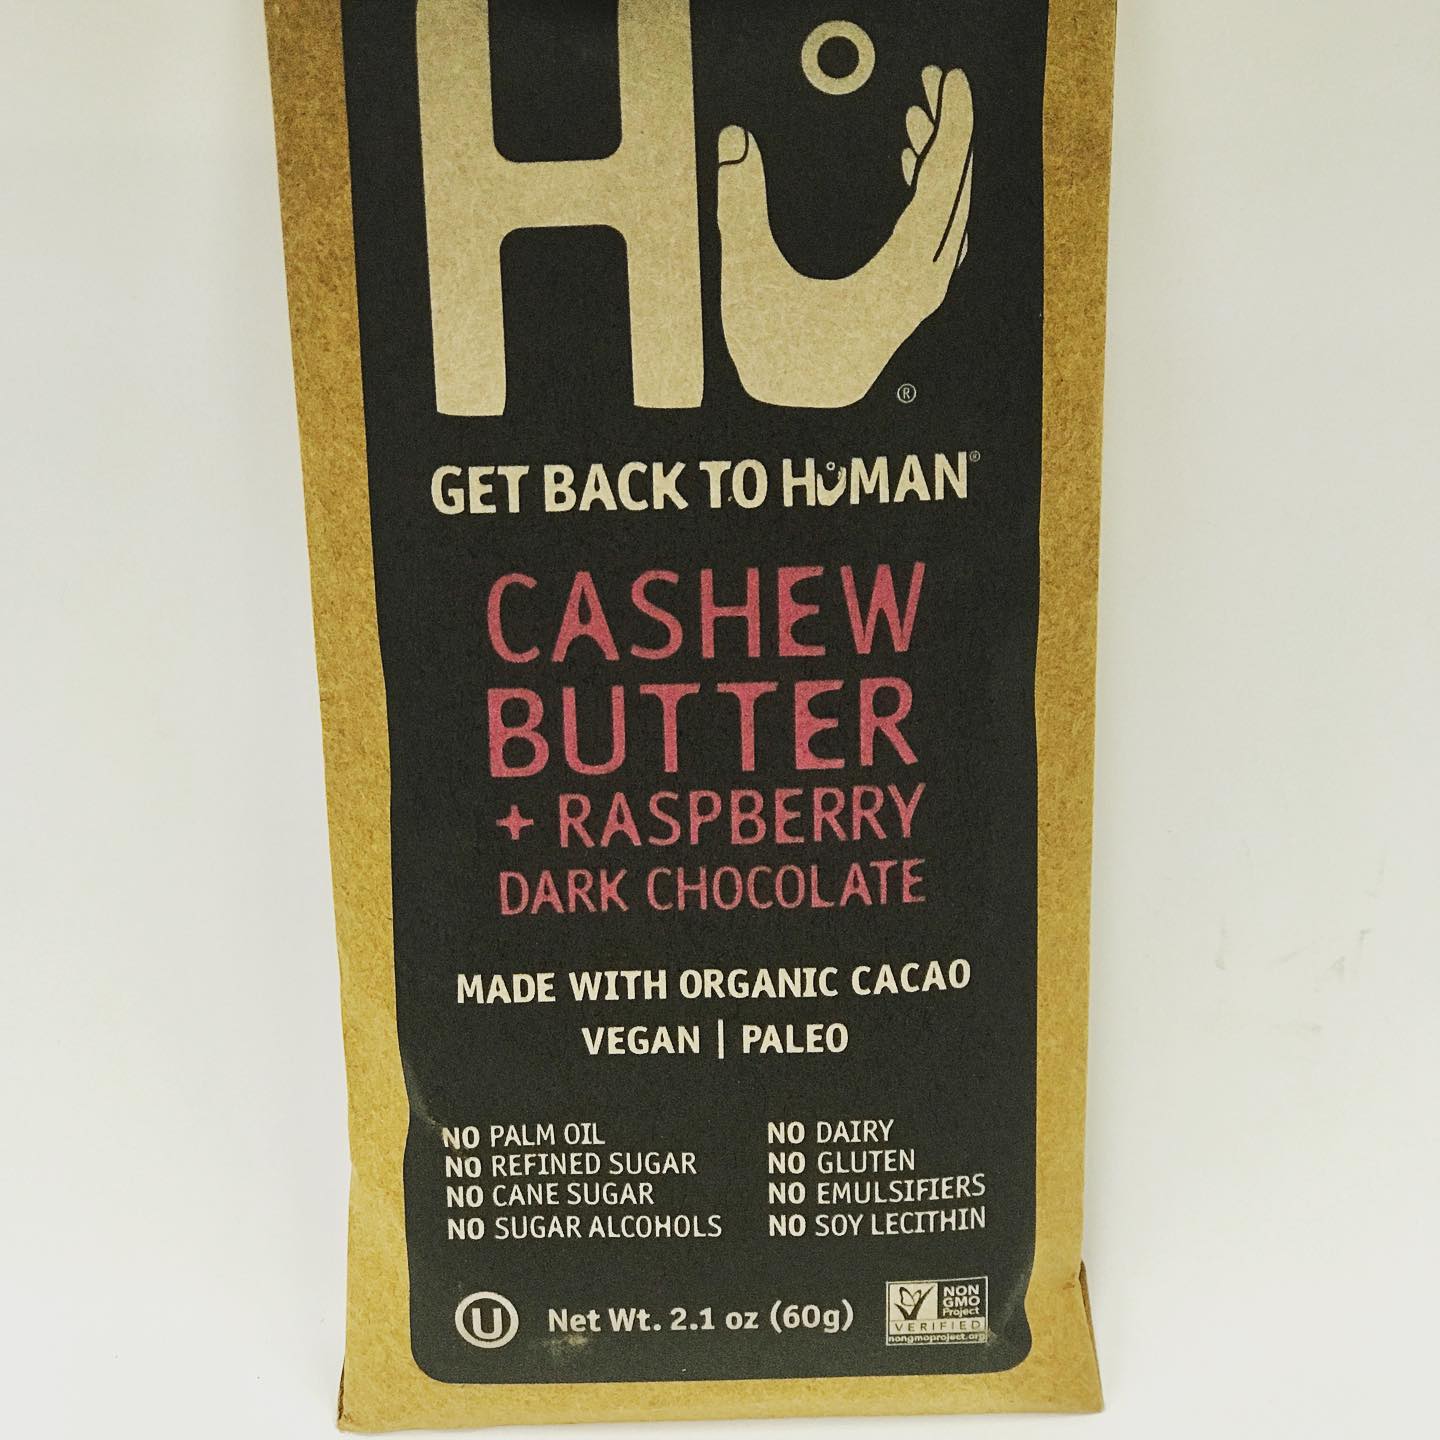 HU®
GET BACK TO HUMAN®
CASHEW
BUTTER
+ RASPBERRY
DARK CHOCOLATE
MADE WITH ORGANIC CACAO
VEGAN | PALEO
NO PALM OIL
NO REFINED SUGAR
NO CANE SUGAR
NO SUGAR ALCOHOLS
NO DAIRY
NO GLUTEN
NO EMULSIFIERS
NO SOY LECITHIN
U
Net Wt. 2.1 oz (60g)
NON
GMO
Project
VERIFIED
nongmoproject.org